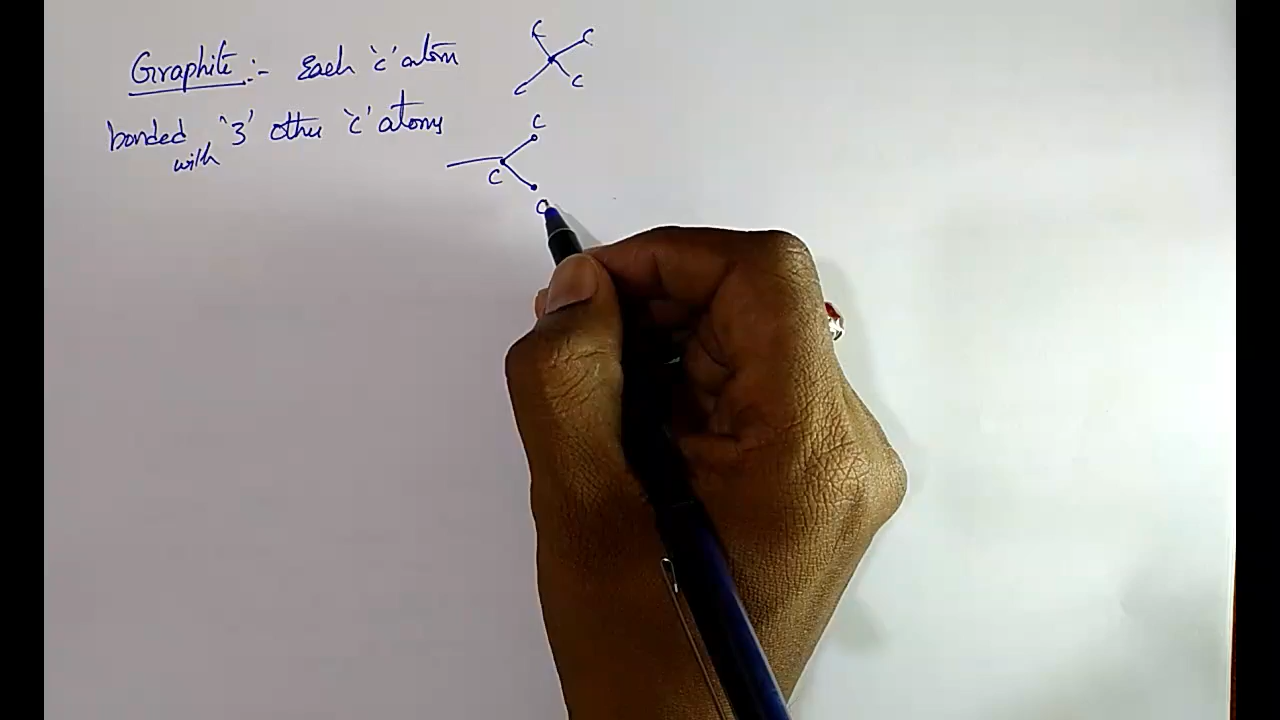 Graphite :- Each 'c' atom
bonded with '3' other 'c' atoms
C C
C C
C
C
C